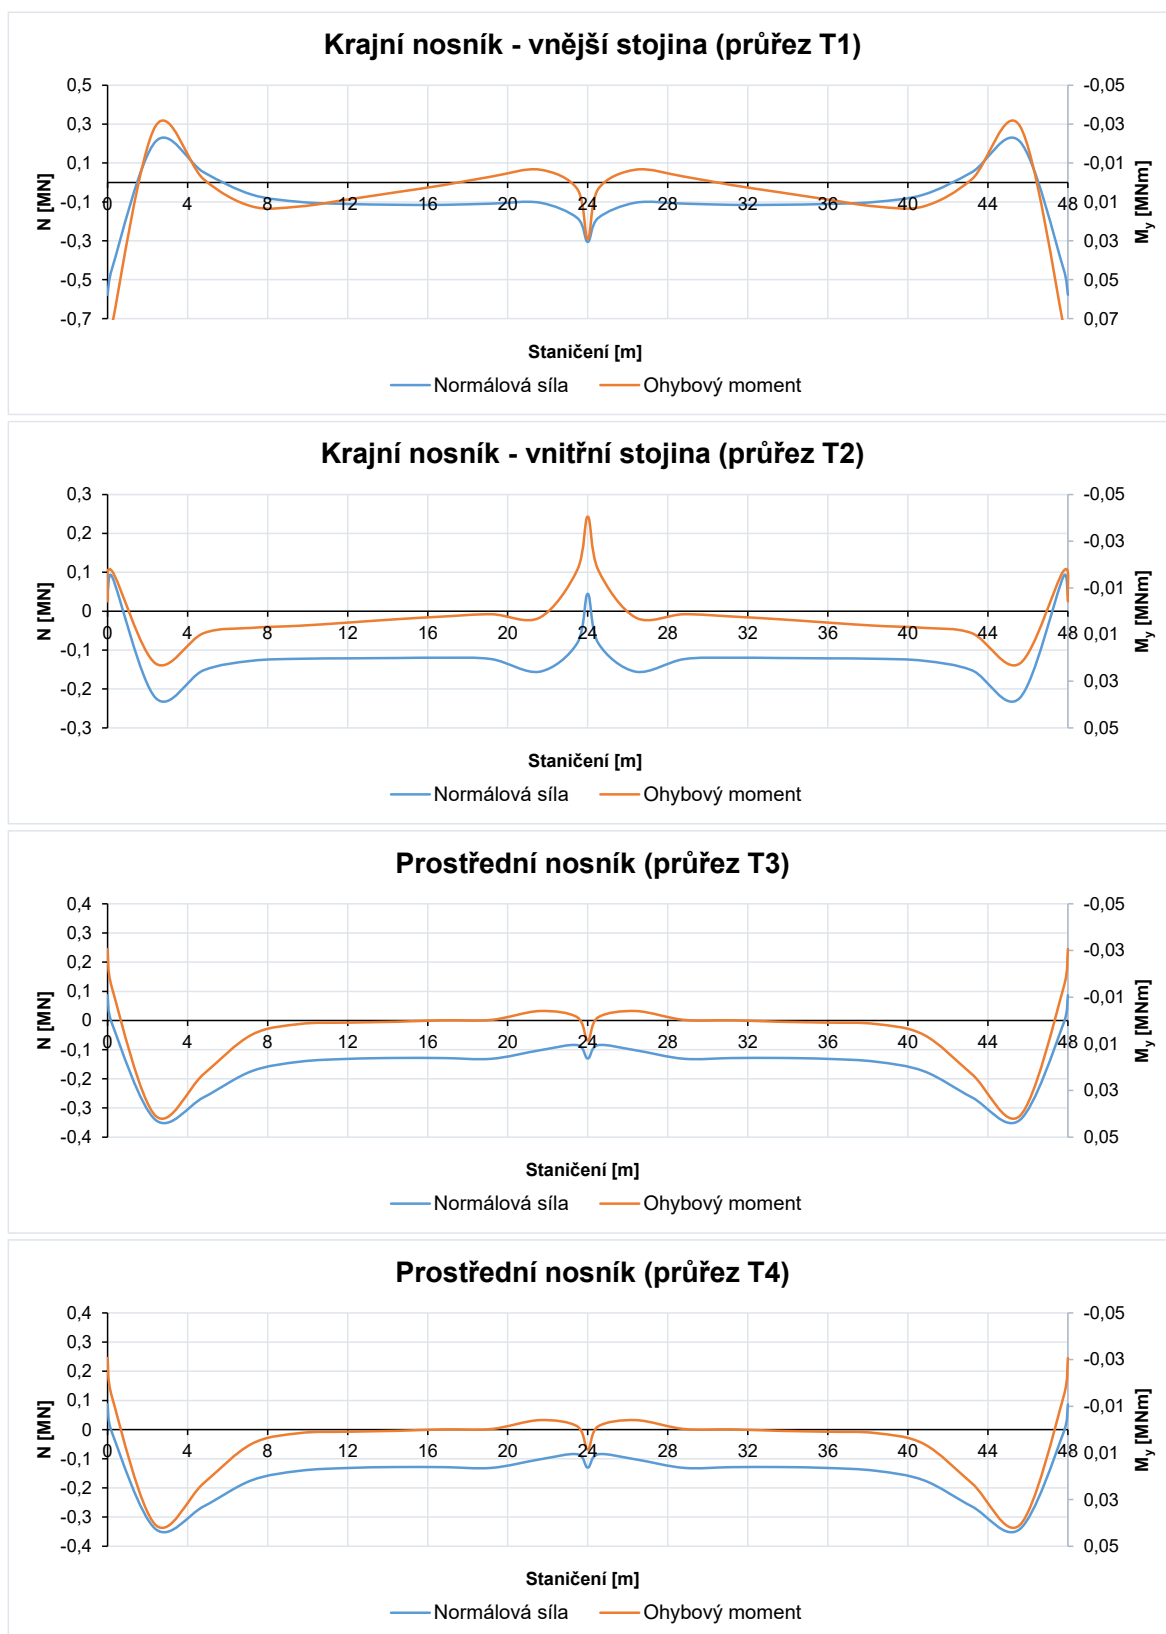 Krajní nosník - vnější stojina (průřez T1)
0,5 -0,05
0,3 -0,03
0,1 -0,01
-0,1 0 4 8 12 16 20 24 28 32 36 40 44 48 0,01
-0,3 0,03
-0,5 0,05
-0,7 0,07
N [MN]
My [MNm]
Staničení [m]
Normálová síla Ohybový moment
Krajní nosník - vnitřní stojina (průřez T2)
0,3 -0,05
0,2 -0,03
0,1 -0,01
0
0 4 8 12 16 20 24 28 32 36 40 44 48 0,01
-0,1
-0,2 0,03
-0,3 0,05
N [MN]
My [MNm]
Staničení [m]
Normálová síla Ohybový moment
Prostřední nosník (průřez T3)
0,4 -0,05
0,3
0,2 -0,03
0,1 -0,01
0
0 4 8 12 16 20 24 28 32 36 40 44 48 0,01
-0,1
-0,2 0,03
-0,3
-0,4 0,05
N [MN]
My [MNm]
Staničení [m]
Normálová síla Ohybový moment
Prostřední nosník (průřez T4)
0,4 -0,05
0,3
0,2 -0,03
0,1 -0,01
0
0 4 8 12 16 20 24 28 32 36 40 44 48 0,01
-0,1
-0,2 0,03
-0,3
-0,4 0,05
N [MN]
My [MNm]
Staničení [m]
Normálová síla Ohybový moment